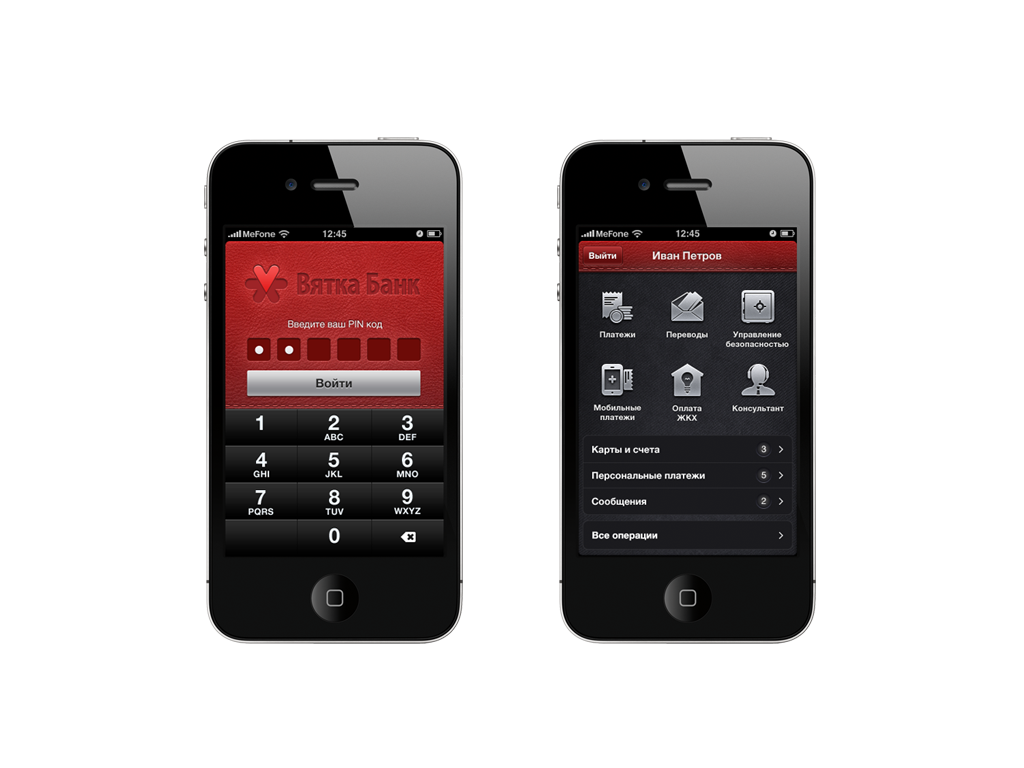 MeFone 12:45
Вятка Банк
Введите ваш PIN код
Войти
1 2 3
ABC DEF
4 5 6
GHI JKL MNO
7 8 9
PQRS TUV WXYZ
0
MeFone 12:45
Выйти Иван Петров
Платежи Переводы Управление
безопасностью
Мобильные Оплата Консультант
платежи ЖКХ
Карты и счета 3
Персональные платежи 5
Сообщения 2
Все операции